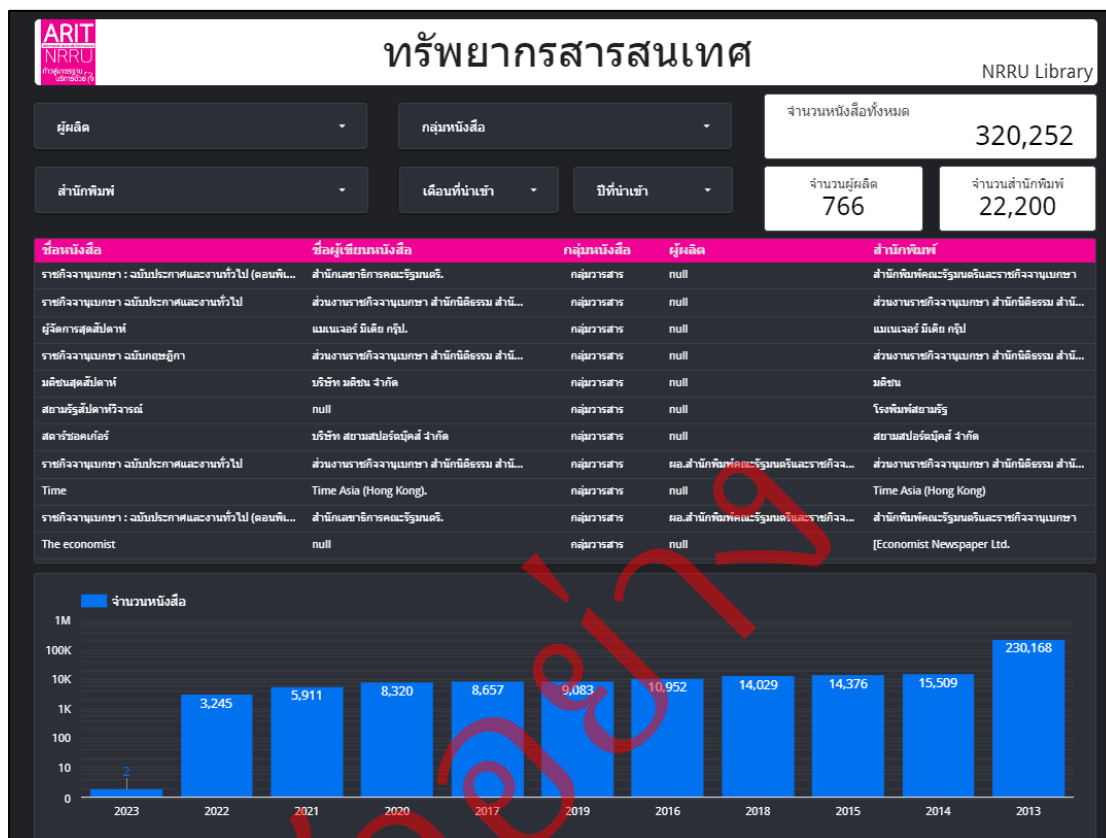 ARIT
NRRU
ทรัพยากรสารสนเทศ
NRRU Library
ผู้ผลิต
กลุ่มหนังสือ
จำนวนหนังสือทั้งหมด
320,252
สำนักพิมพ์
เดือนที่นำเข้า
ปีที่นำเข้า
จำนวนผู้ผลิต
766
จำนวนสำนักพิมพ์
22,200
ชื่อหนังสือ ชื่อผู้เขียนหนังสือ กลุ่มหนังสือ ผู้ผลิต สำนักพิมพ์
ราชกิจจานุเบกษา : ฉบับประกาศและงานทั่วไป (ตอนพิเ... สำนักเลขาธิการคณะรัฐมนตรี. กลุ่มวารสาร null สำนักพิมพ์คณะรัฐมนตรีและราชกิจจานุเบกษา
ราชกิจจานุเบกษา ฉบับประกาศและงานทั่วไป ส่วนงานราชกิจจานุเบกษา สำนักนิติธรรม สำนั... กลุ่มวารสาร null ส่วนงานราชกิจจานุเบกษา สำนักนิติธรรม สำนั...
ผู้จัดการสุดสัปดาห์ แมเนเจอร์ มีเดีย กรุ๊ป. กลุ่มวารสาร null แมเนเจอร์ มีเดีย กรุ๊ป
ราชกิจจานุเบกษา ฉบับกฤษฎีกา ส่วนงานราชกิจจานุเบกษา สำนักนิติธรรม สำนั... กลุ่มวารสาร null ส่วนงานราชกิจจานุเบกษา สำนักนิติธรรม สำนั...
มติชนสุดสัปดาห์ บริษัท มติชน จำกัด กลุ่มวารสาร null มติชน
สยามรัฐสัปดาห์วิจารณ์ null กลุ่มวารสาร null โรงพิมพ์สยามรัฐ
สตาร์ซอคเก้อร์ บริษัท สยามสปอร์ตบุ๊คส์ จำกัด กลุ่มวารสาร null สยามสปอร์ตบุ๊คส์ จำกัด
ราชกิจจานุเบกษา ฉบับประกาศและงานทั่วไป ส่วนงานราชกิจจานุเบกษา สำนักนิติธรรม สำนั... กลุ่มวารสาร ผอ.สำนักพิมพ์คณะรัฐมนตรีและราชกิจจ... ส่วนงานราชกิจจานุเบกษา สำนักนิติธรรม สำนั...
Time Time Asia (Hong Kong). กลุ่มวารสาร null Time Asia (Hong Kong)
ราชกิจจานุเบกษา : ฉบับประกาศและงานทั่วไป (ตอนพิเ... สำนักเลขาธิการคณะรัฐมนตรี. กลุ่มวารสาร ผอ.สำนักพิมพ์คณะรัฐมนตรีและราชกิจจ... สำนักพิมพ์คณะรัฐมนตรีและราชกิจจานุเบกษา
The economist null กลุ่มวารสาร null [Economist Newspaper Ltd.
จำนวนหนังสือ
1M
100K
10K
1K
100
10
0
2 3,245 5,911 8,320 8,657 9,083 10,952 14,029 14,376 15,509 230,168
2023 2022 2021 2020 2017 2019 2016 2018 2015 2014 2013